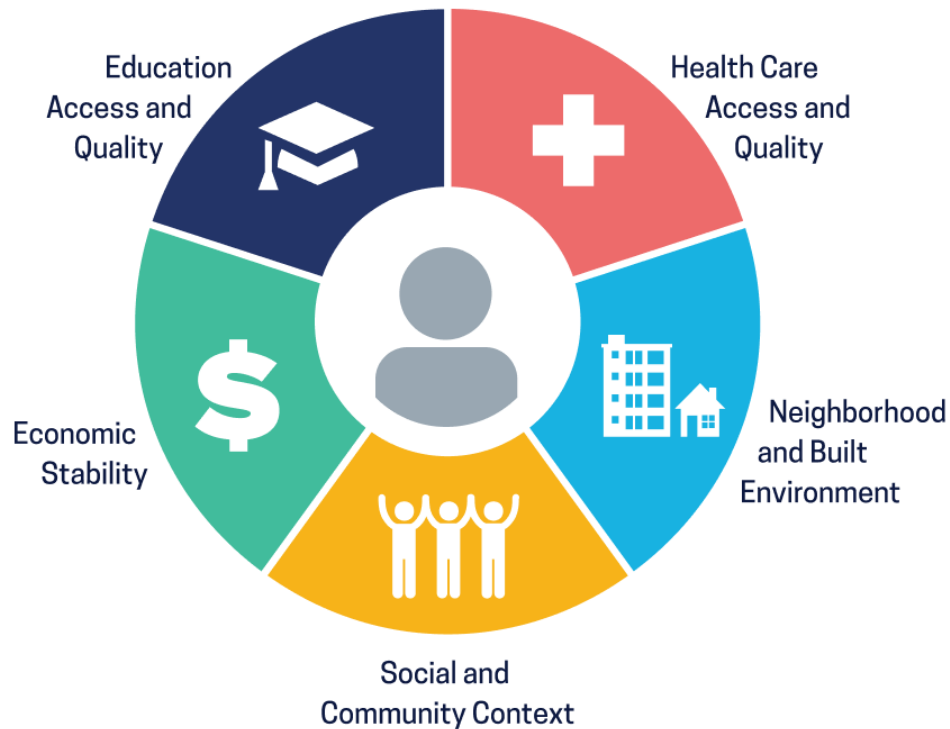 Education
Access and
Quality
Health Care
Access and
Quality
Economic
Stability
Neighborhood
and Built
Environment
Social and
Community Context